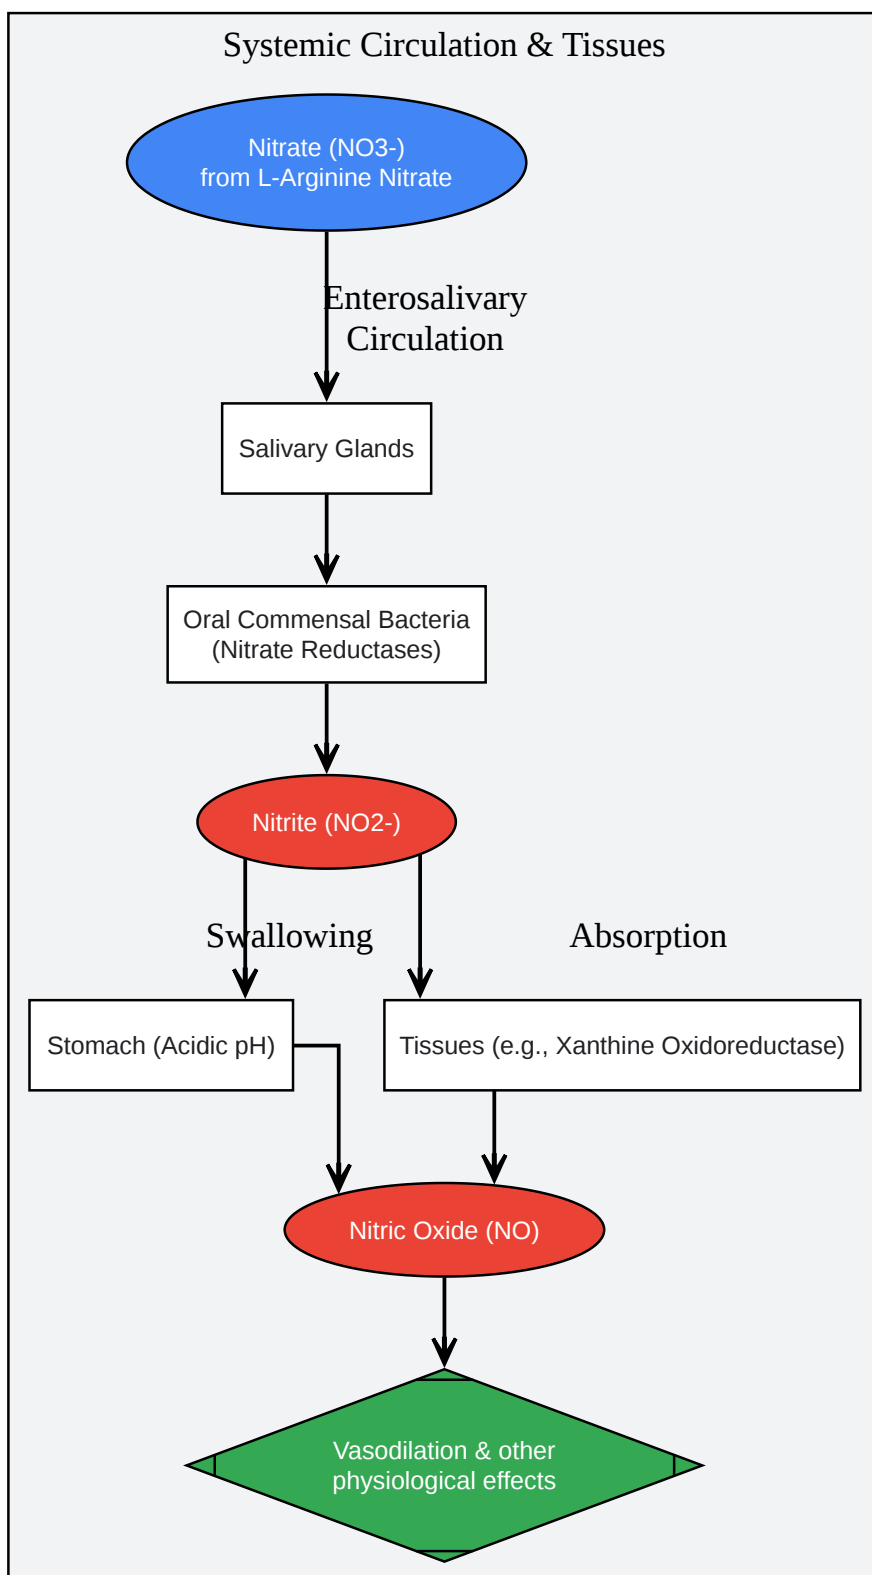 Systemic Circulation & Tissues
Nitrate (NO3-)
from L-Arginine Nitrate
Enterosalivary
Circulation
Salivary Glands
Oral Commensal Bacteria
(Nitrate Reductases)
Nitrite (NO2-)
Swallowing
Absorption
Stomach (Acidic pH)
Tissues (e.g., Xanthine Oxidoreductase)
Nitric Oxide (NO)
Vasodilation & other
physiological effects